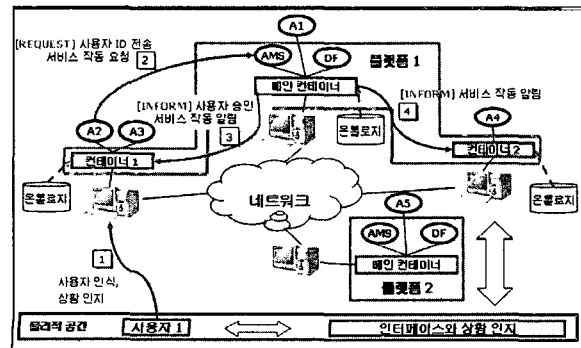 A1
[REQUEST] 사용자 ID 전송
서비스 작동 요청
2
AMS
DF
플랫폼 1
메인 컨테이너
[INFORM] 사용자 승인
서비스 작동 알림
3
4
[INFORM] 서비스 작동 알림
A2
A3
온톨로지
A4
컨테이너 1
컨테이너 2
온톨로지
온톨로지
네트워크
A5
AMS
DF
메인 컨테이너
플랫폼 2
1
사용자 인식,
상황 인지
물리적 공간
사용자 1
인터페이스와 상황 인지